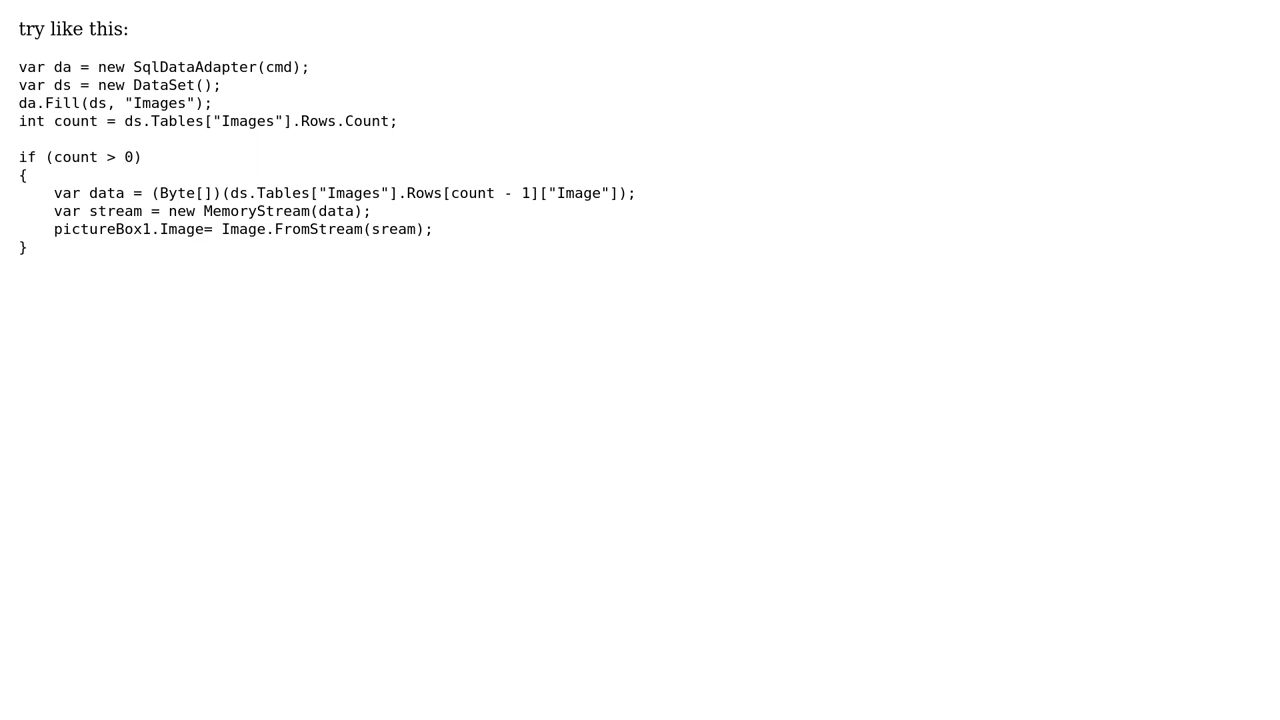 try like this:
var da = new SqlDataAdapter(cmd);
var ds = new DataSet();
da.Fill(ds, "Images");
int count = ds.Tables["Images"].Rows.Count;

if (count > 0)
{
    var data = (Byte[])(ds.Tables["Images"].Rows[count - 1]["Image"]);
    var stream = new MemoryStream(data);
    pictureBox1.Image= Image.FromStream(sream);
}